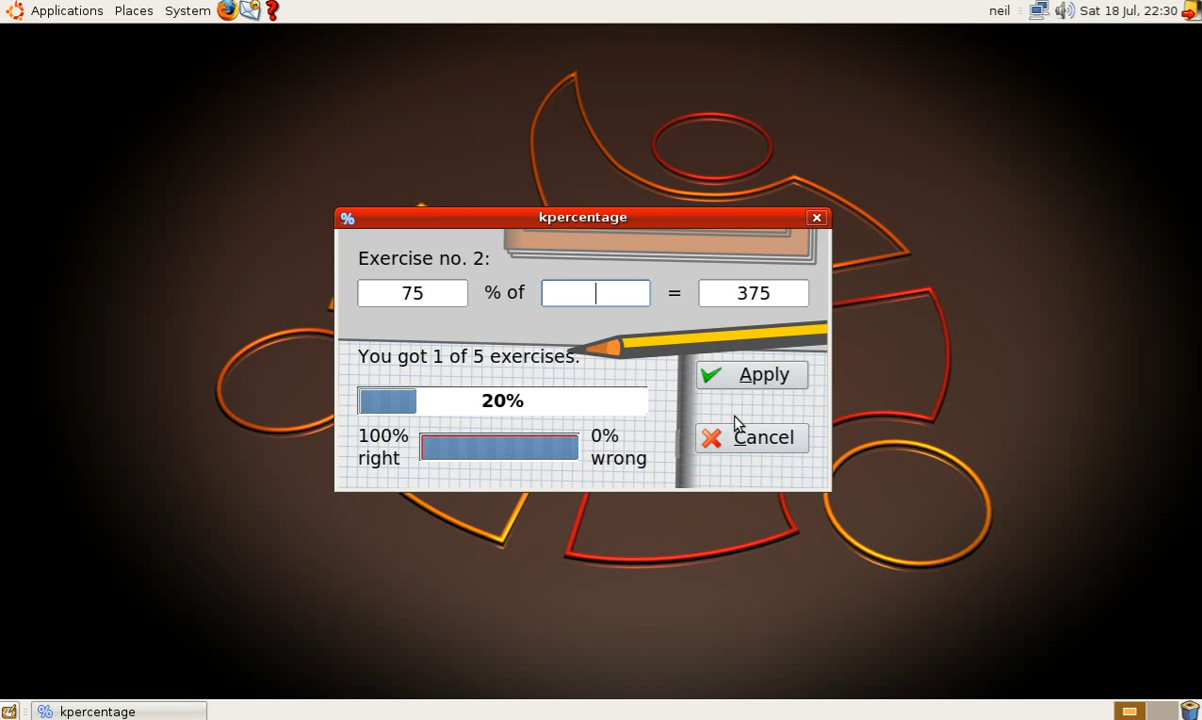 Applications Places System neil Sat 18 Jul, 22:30
% kpercentage
Exercise no. 2:
75 % of = 375
You got 1 of 5 exercises.
Apply
20%
100% right 0% wrong
Cancel
% kpercentage